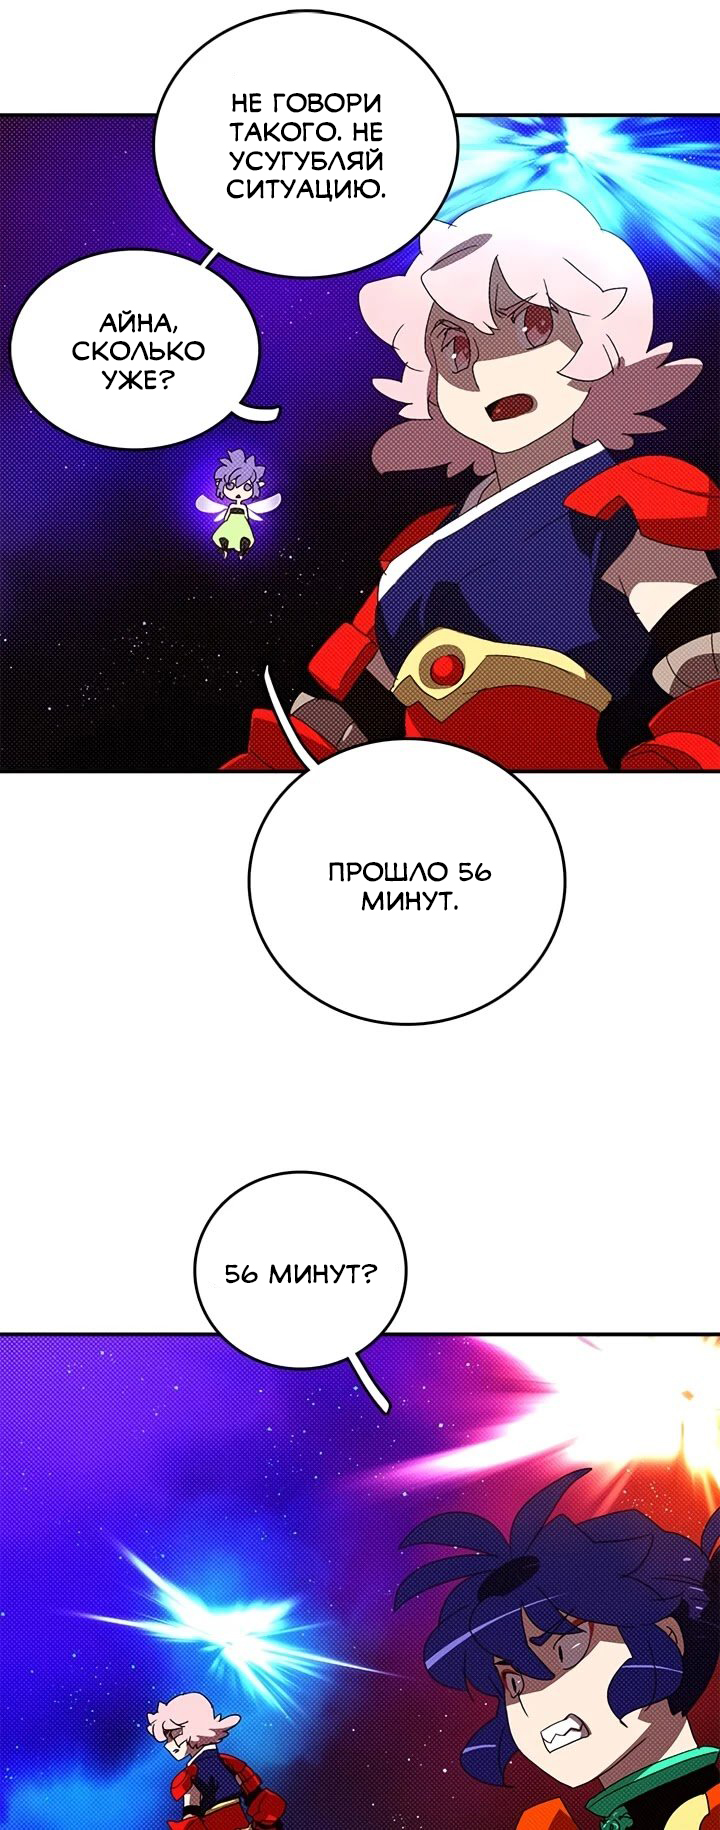 НЕ ГОВОРИ
ТАКОГО. НЕ
УСУГУБЛЯЙ
СИТУАЦИЮ.
АЙНА,
СКОЛЬКО
УЖЕ?
ПРОШЛО 56
МИНУТ.
56 МИНУТ?